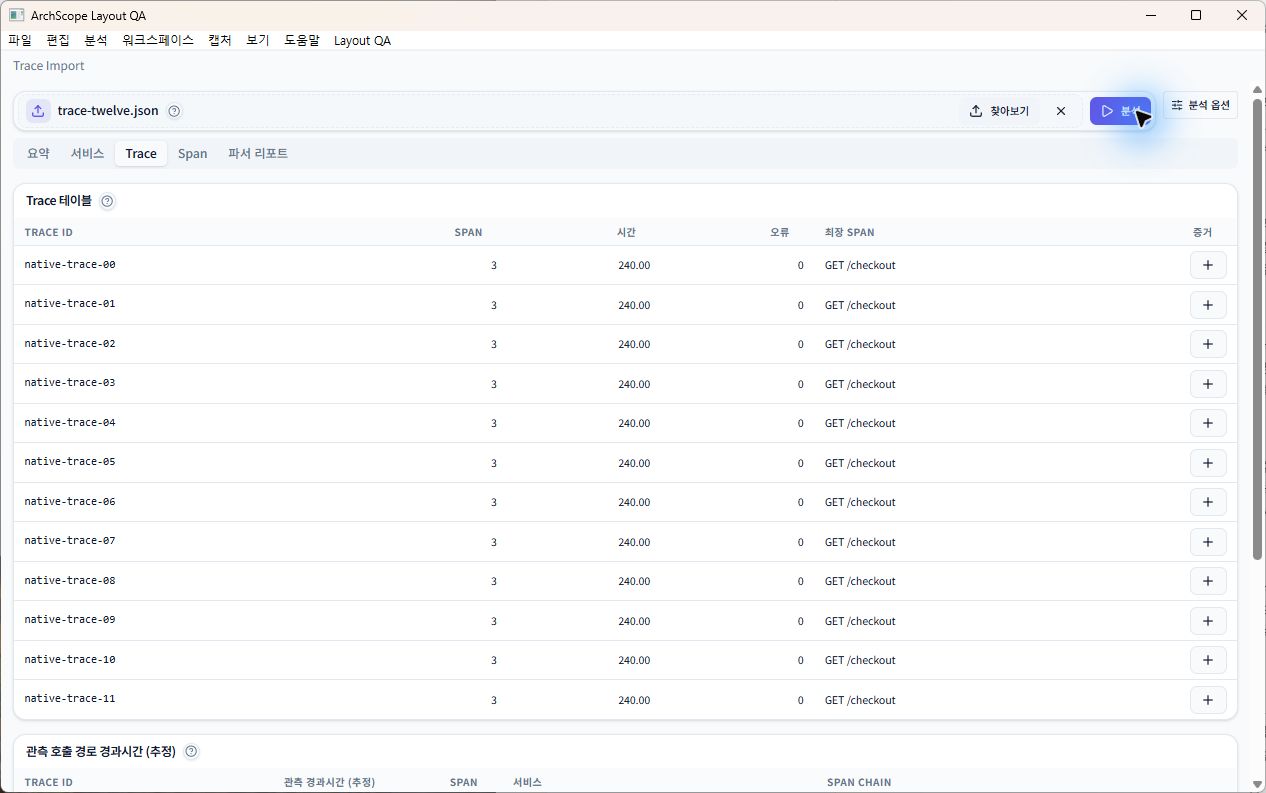 ArchScope Layout QA
파일 편집 분석 워크스페이스 캡처 보기 도움말 Layout QA
Trace Import
trace-twelve.json ? 찾아보기 분석 옵션
요약 서비스 Trace Span 파서 리포트
Trace 테이블 ?
TRACE ID SPAN 시간 오류 최장 SPAN 증거
native-trace-00 3 240.00 0 GET /checkout +
native-trace-01 3 240.00 0 GET /checkout +
native-trace-02 3 240.00 0 GET /checkout +
native-trace-03 3 240.00 0 GET /checkout +
native-trace-04 3 240.00 0 GET /checkout +
native-trace-05 3 240.00 0 GET /checkout +
native-trace-06 3 240.00 0 GET /checkout +
native-trace-07 3 240.00 0 GET /checkout +
native-trace-08 3 240.00 0 GET /checkout +
native-trace-09 3 240.00 0 GET /checkout +
native-trace-10 3 240.00 0 GET /checkout +
native-trace-11 3 240.00 0 GET /checkout +
관측 호출 경로 경과시간 (추정) ?
TRACE ID 관측 경과시간 (추정) SPAN 서비스 SPAN CHAIN